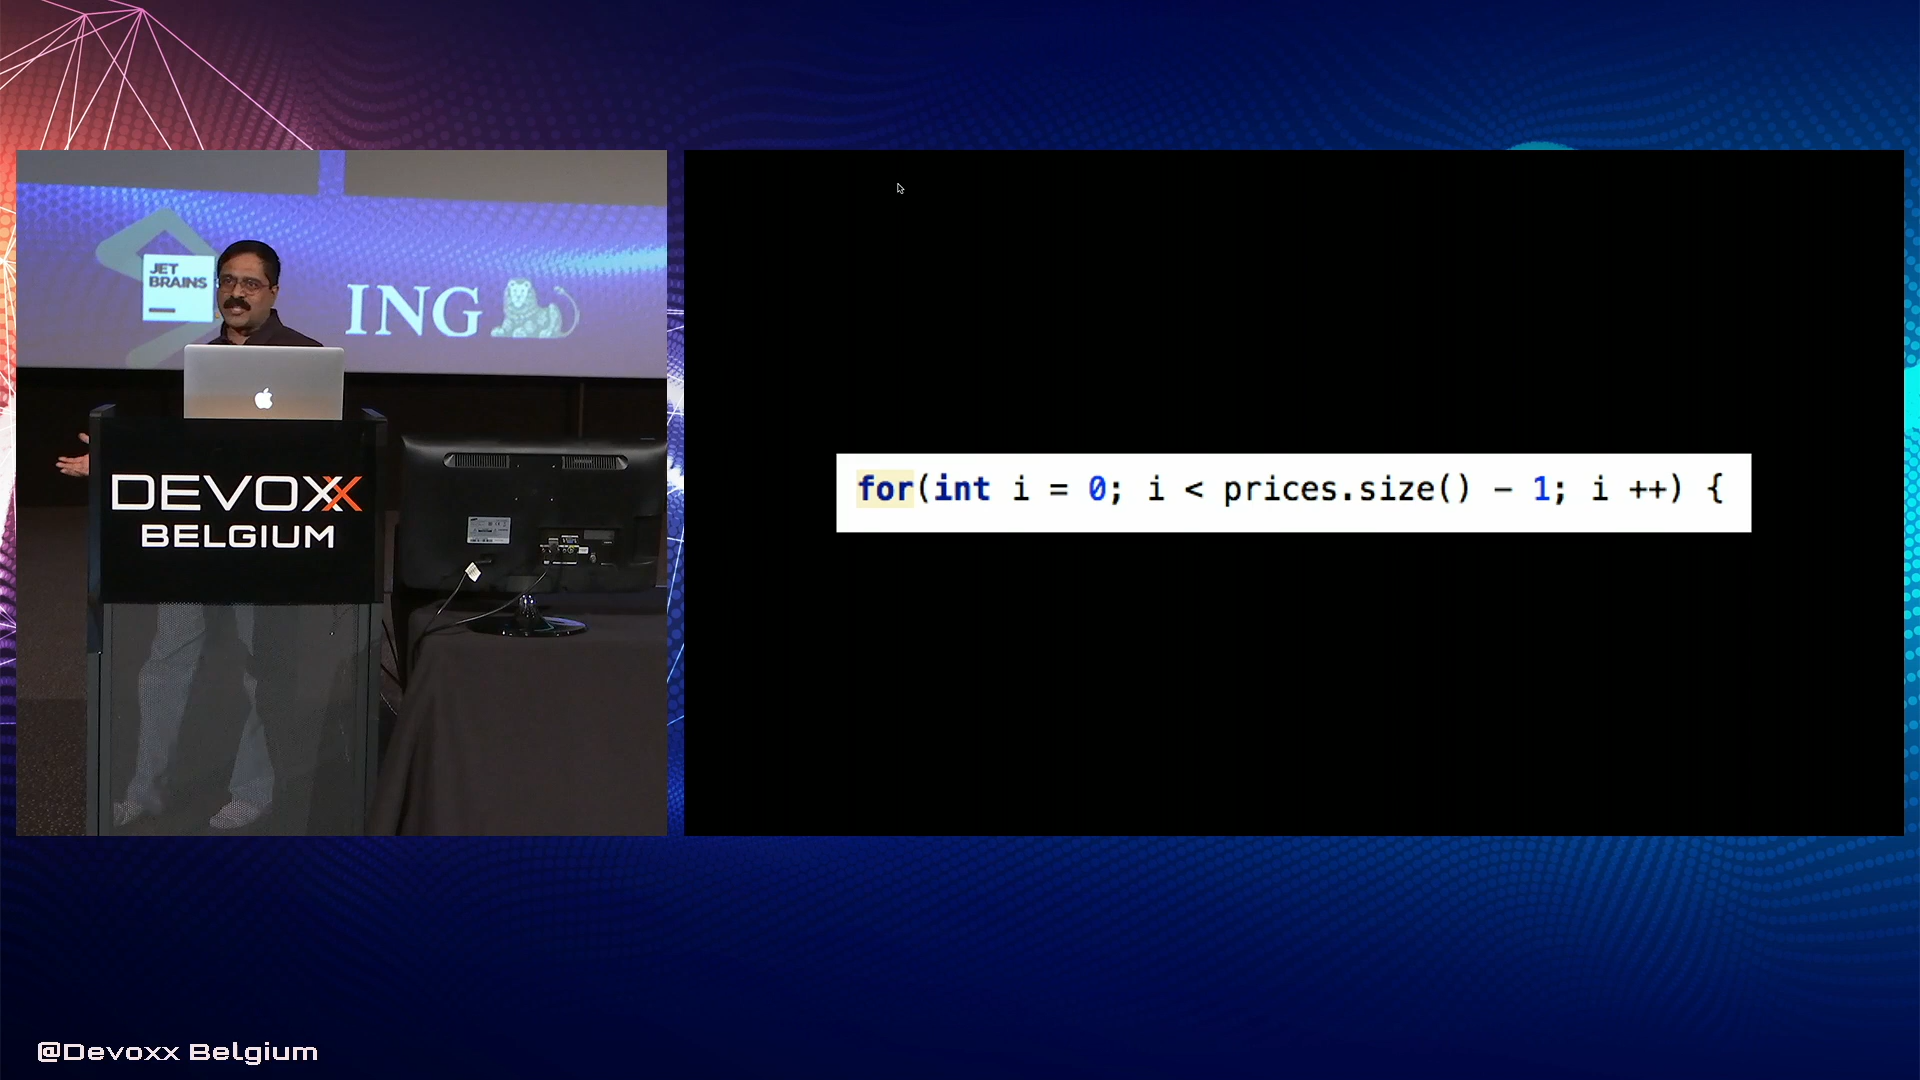 JET
BRAINS
ING
DEVOXX
BELGIUM
for(int i = 0; i < prices.size() - 1; i ++) {
@Devoxx Belgium